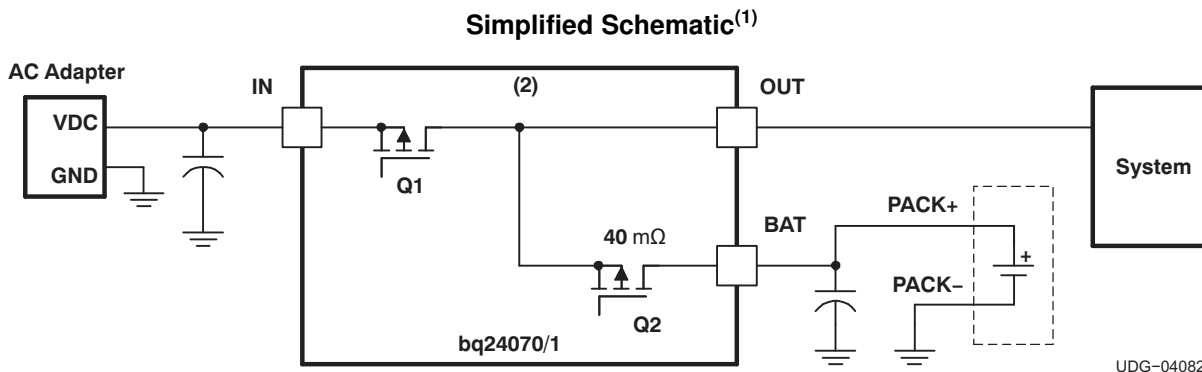 Simplified Schematic(1)
AC Adapter
IN
(2)
OUT
VDC
GND
Q1
System
PACK+
BAT
40 mΩ
+
PACK−
Q2
bq24070/1
UDG−04082